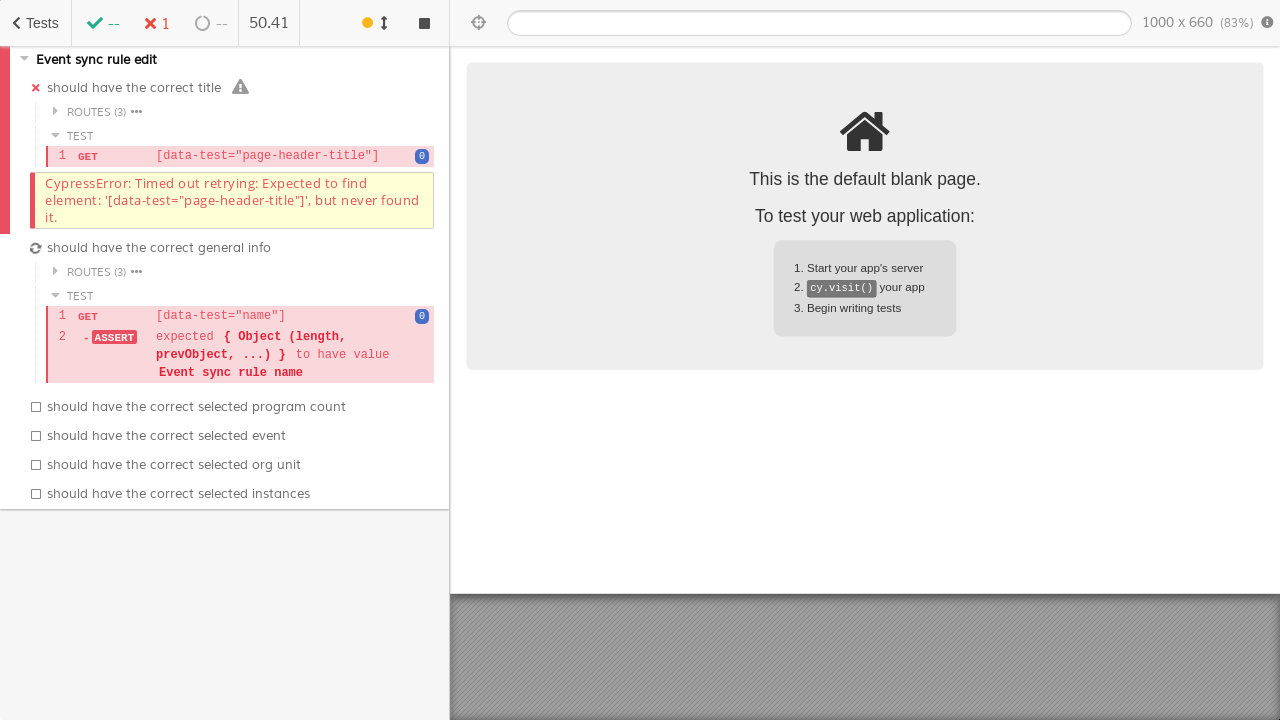 Tests -- 1 -- 50.41
1000 x 660 (83%)
Event sync rule edit
should have the correct title
ROUTES (3)
TEST
1 GET [data-test="page-header-title"] 0
CypressError: Timed out retrying: Expected to find
element: '[data-test="page-header-title"]', but never found
it.
should have the correct general info
ROUTES (3)
TEST
1 GET [data-test="name"] 0
2 - ASSERT expected { Object (length,
prevObject, ...) } to have value
Event sync rule name
should have the correct selected program count
should have the correct selected event
should have the correct selected org unit
should have the correct selected instances
This is the default blank page.
To test your web application:
1. Start your app's server
2. cy.visit() your app
3. Begin writing tests